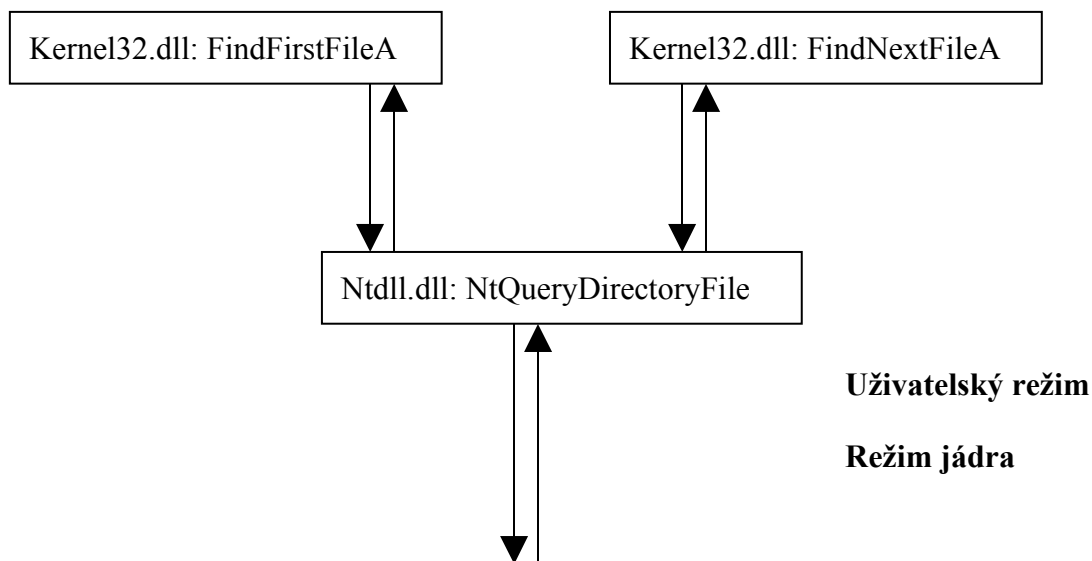 Kernel32.dll: FindFirstFileA
Kernel32.dll: FindNextFileA
Ntdll.dll: NtQueryDirectoryFile
Uživatelský režim
Režim jádra